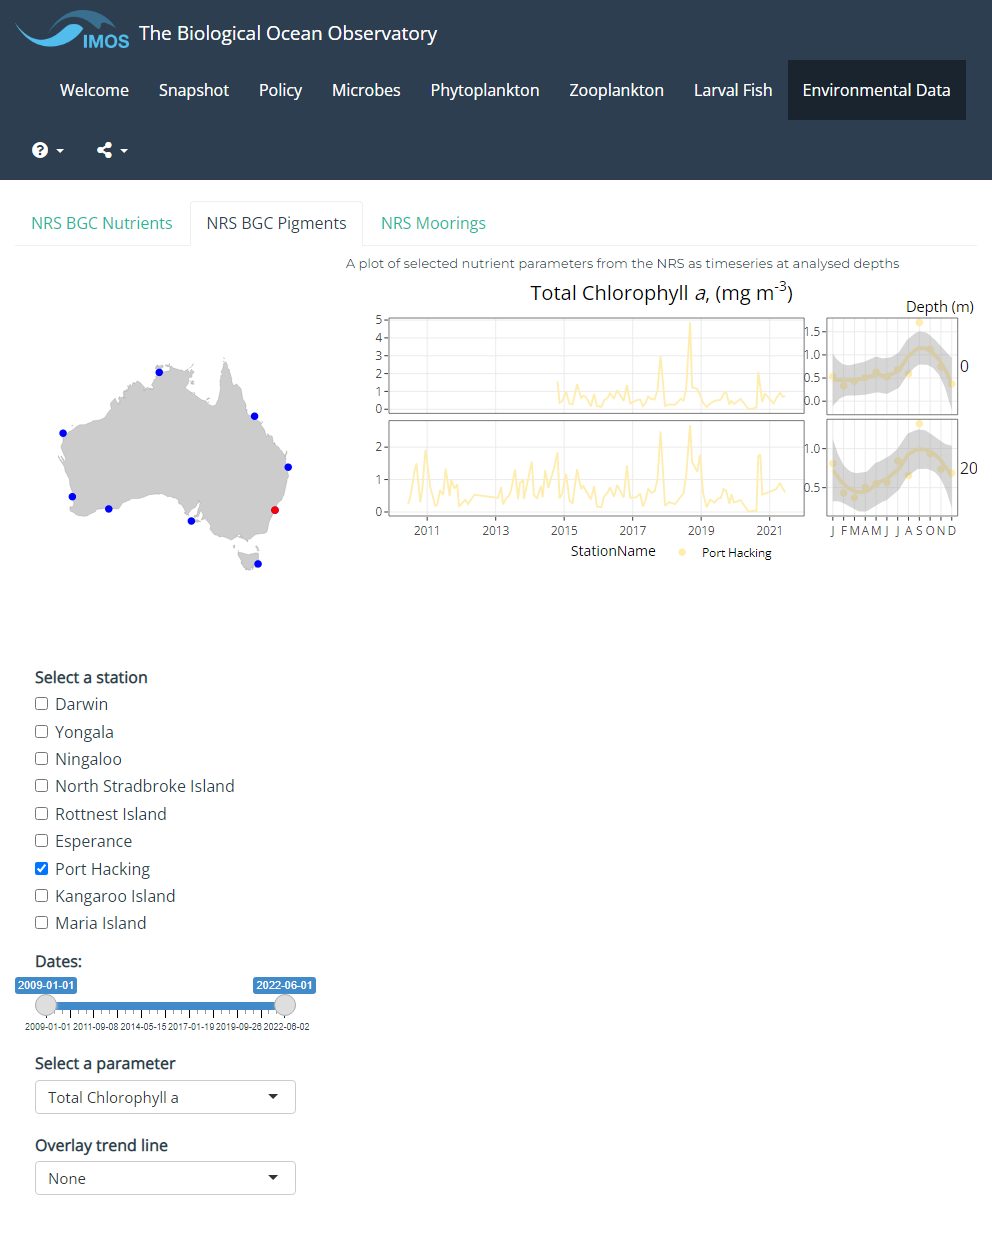 IMOS The Biological Ocean Observatory
Welcome Snapshot Policy Microbes Phytoplankton Zooplankton Larval Fish Environmental Data
NRS BGC Nutrients NRS BGC Pigments NRS Moorings
A plot of selected nutrient parameters from the NRS as timeseries at analysed depths
Total Chlorophyll a, (mg m-3)
Depth (m)
5
4
3
2
1
0
1.5
1.0
0.5
0.0
0
2
1
0
1.0
0.5
20
2011 2013 2015 2017 2019 2021
J F M A M J J A S O N D
StationName Port Hacking
Select a station
Darwin
Yongala
Ningaloo
North Stradbroke Island
Rottnest Island
Esperance
Port Hacking
Kangaroo Island
Maria Island
Dates:
2009-01-01 2022-06-01
2009-01-01 2011-09-08 2014-05-15 2017-01-19 2019-09-26 2022-06-02
Select a parameter
Total Chlorophyll a
Overlay trend line
None